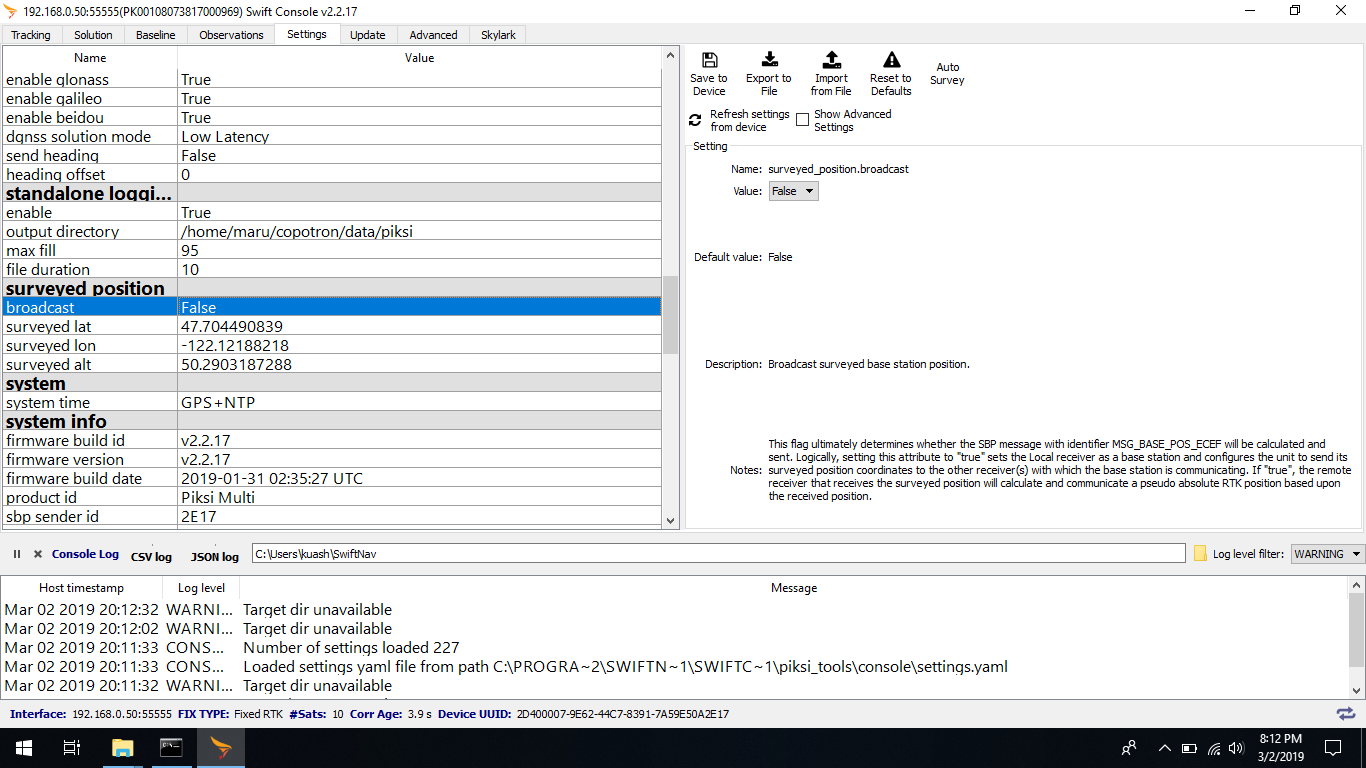 192.168.0.50:55555(PK00108073817000969) Swift Console v2.2.17
Tracking Solution Baseline Observations Settings Update Advanced Skylark
Name Value
enable glonass True
enable galileo True
enable beidou True
dgnss solution mode Low Latency
send heading False
heading offset 0
standalone loggi...
enable True
output directory /home/maru/copotron/data/piksi
max fill 95
file duration 10
surveyed position
broadcast False
surveyed lat 47.704490839
surveyed lon -122.12188218
surveyed alt 50.2903187288
system
system time GPS+NTP
system info
firmware build id v2.2.17
firmware version v2.2.17
firmware build date 2019-01-31 02:35:27 UTC
product id Piksi Multi
sbp sender id 2E17
Save to Device
Export to File
Import from File
Reset to Defaults
Auto Survey
Refresh settings from device
Show Advanced Settings
Setting
Name: surveyed_position.broadcast
Value: False
Default value: False
Description: Broadcast surveyed base station position.
Notes:
This flag ultimately determines whether the SBP message with identifier MSG_BASE_POS_ECEF will be calculated and
sent. Logically, setting this attribute to "true" sets the Local receiver as a base station and configures the unit to send its
surveyed position coordinates to the other receiver(s) with which the base station is communicating. If "true", the remote
receiver that receives the surveyed position will calculate and communicate a pseudo absolute RTK position based upon
the received position.
Console Log CSV log JSON log C:\Users\kuash\SwiftNav Log level filter: WARNING
Host timestamp Log level Message
Mar 02 2019 20:12:32 WARNI... Target dir unavailable
Mar 02 2019 20:12:02 WARNI... Target dir unavailable
Mar 02 2019 20:11:33 CONS... Number of settings loaded 227
Mar 02 2019 20:11:33 CONS... Loaded settings yaml file from path C:\PROGRA~2\SWIFTN~1\SWIFTC~1\piksi_tools\console\settings.yaml
Mar 02 2019 20:11:32 WARNI... Target dir unavailable
Interface: 192.168.0.50:55555 FIX TYPE: Fixed RTK #Sats: 10 Corr Age: 3.9 s Device UUID: 2D400007-9E62-44C7-8391-7A59E50A2E17
8:12 PM
3/2/2019